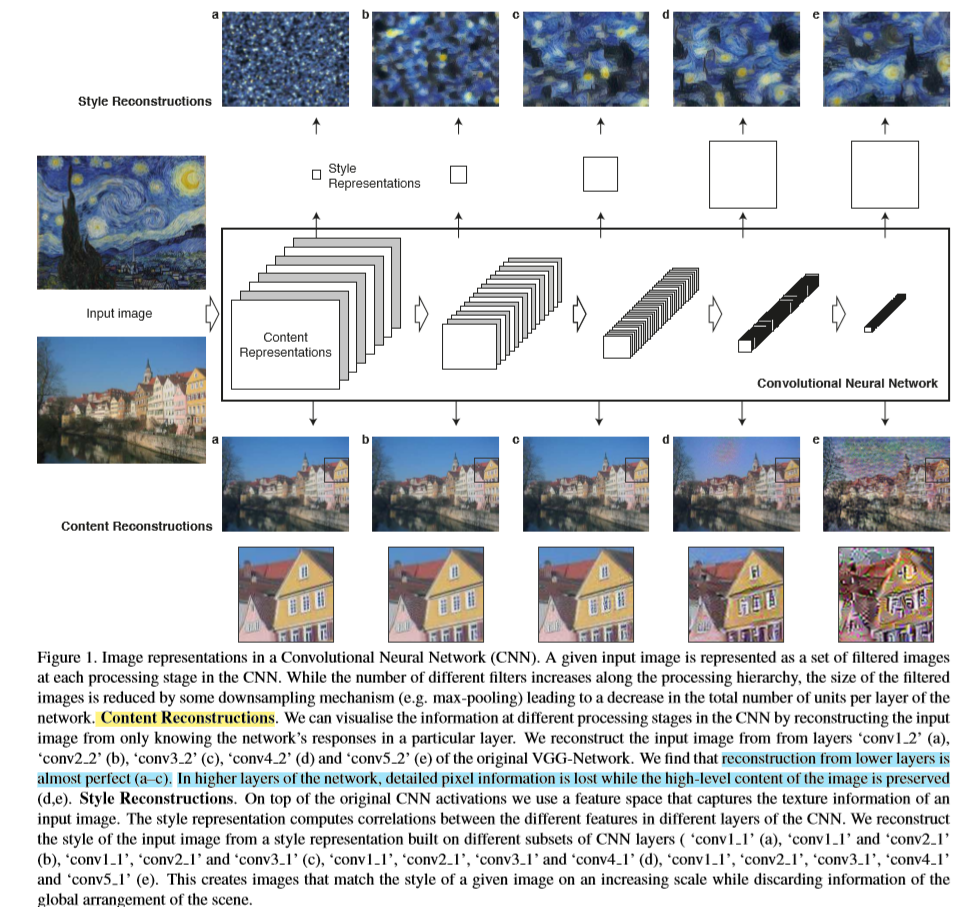 a
b
c
d
e
Style Reconstructions
Style
Representations
Input image
Content
Representations
Convolutional Neural Network
a
b
c
d
e
Content Reconstructions
Figure 1. Image representations in a Convolutional Neural Network (CNN). A given input image is represented as a set of filtered images
at each processing stage in the CNN. While the number of different filters increases along the processing hierarchy, the size of the filtered
images is reduced by some downsampling mechanism (e.g. max-pooling) leading to a decrease in the total number of units per layer of the
network. Content Reconstructions. We can visualise the information at different processing stages in the CNN by reconstructing the input
image from only knowing the network's responses in a particular layer. We reconstruct the input image from from layers ‘conv1_2’ (a),
‘conv2_2’ (b), ‘conv3_2’ (c), ‘conv4_2’ (d) and ‘conv5_2’ (e) of the original VGG-Network. We find that reconstruction from lower layers is
almost perfect (a–c). In higher layers of the network, detailed pixel information is lost while the high-level content of the image is preserved
(d,e). Style Reconstructions. On top of the original CNN activations we use a feature space that captures the texture information of an
input image. The style representation computes correlations between the different features in different layers of the CNN. We reconstruct
the style of the input image from a style representation built on different subsets of CNN layers ( ‘conv1_1’ (a), ‘conv1_1’ and ‘conv2_1’
(b), ‘conv1_1’, ‘conv2_1’ and ‘conv3_1’ (c), ‘conv1_1’, ‘conv2_1’, ‘conv3_1’ and ‘conv4_1’ (d), ‘conv1_1’, ‘conv2_1’, ‘conv3_1’, ‘conv4_1’
and ‘conv5_1’ (e). This creates images that match the style of a given image on an increasing scale while discarding information of the
global arrangement of the scene.